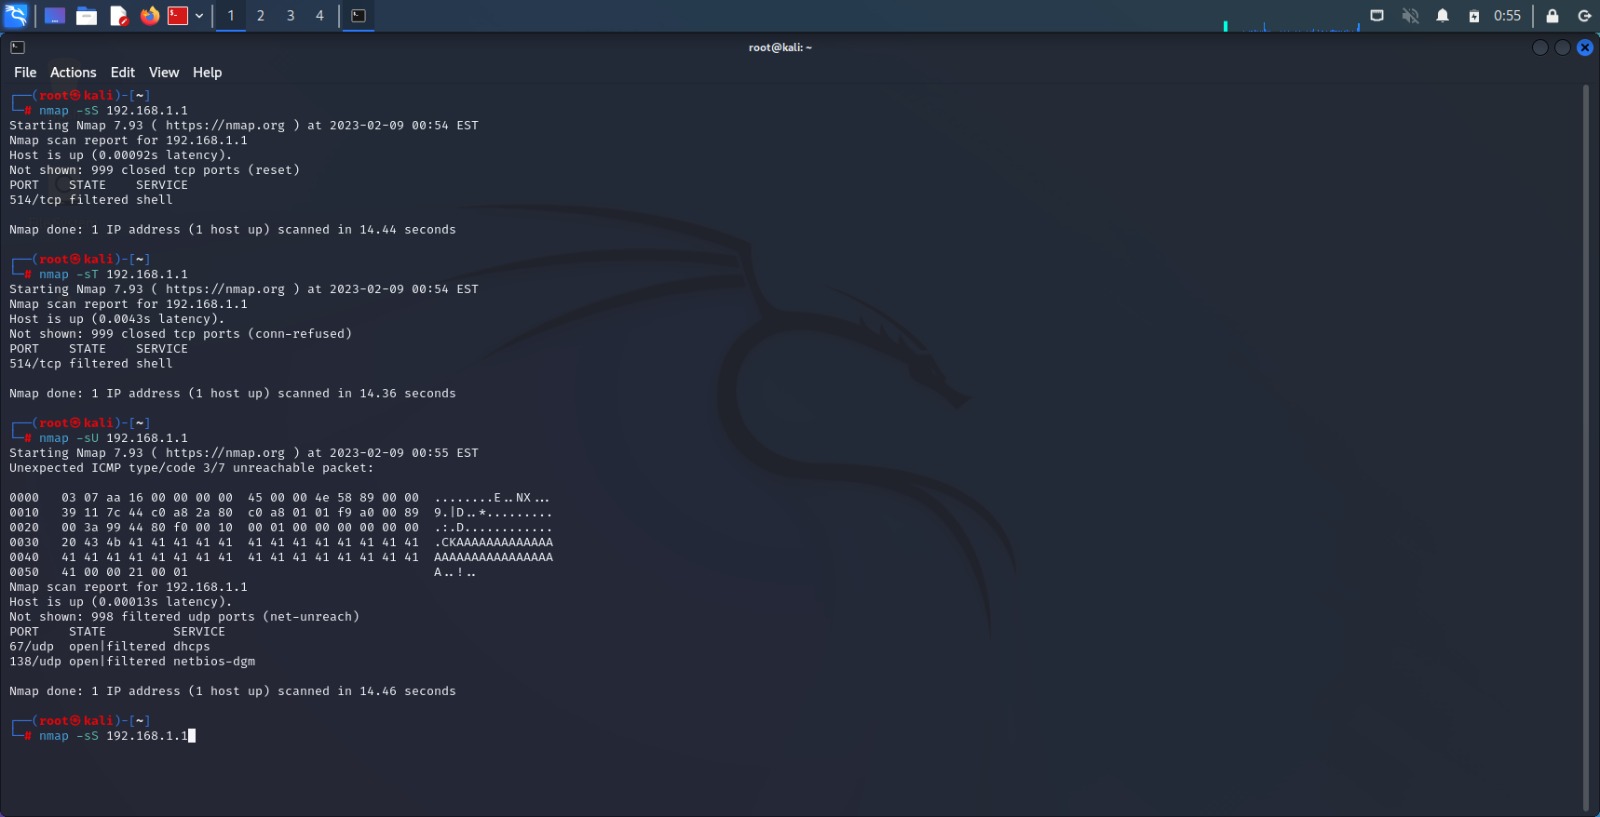 1 2 3 4 0:55
root@kali: ~
File Actions Edit View Help
┌──(root㉿kali)-[~]
└─# nmap -sS 192.168.1.1
Starting Nmap 7.93 ( https://nmap.org ) at 2023-02-09 00:54 EST
Nmap scan report for 192.168.1.1
Host is up (0.00092s latency).
Not shown: 999 closed tcp ports (reset)
PORT    STATE    SERVICE
514/tcp filtered shell
Nmap done: 1 IP address (1 host up) scanned in 14.44 seconds
┌──(root㉿kali)-[~]
└─# nmap -sT 192.168.1.1
Starting Nmap 7.93 ( https://nmap.org ) at 2023-02-09 00:54 EST
Nmap scan report for 192.168.1.1
Host is up (0.0043s latency).
Not shown: 999 closed tcp ports (conn-refused)
PORT    STATE    SERVICE
514/tcp filtered shell
Nmap done: 1 IP address (1 host up) scanned in 14.36 seconds
┌──(root㉿kali)-[~]
└─# nmap -sU 192.168.1.1
Starting Nmap 7.93 ( https://nmap.org ) at 2023-02-09 00:55 EST
Unexpected ICMP type/code 3/7 unreachable packet:
0000   03 07 aa 16 00 00 00 00  45 00 00 4e 58 89 00 00  ........E..NX...
0010   39 11 7c 44 c0 a8 2a 80  c0 a8 01 01 f9 a0 00 89  9.|D..*.........
0020   00 3a 99 44 80 f0 00 10  00 01 00 00 00 00 00 00  .:.D............
0030   20 43 4b 41 41 41 41 41  41 41 41 41 41 41 41 41  .CKAAAAAAAAAAAAA
0040   41 41 41 41 41 41 41 41  41 41 41 41 41 41 41 41  AAAAAAAAAAAAAAAA
0050   41 00 00 21 00 01                                 A..!..
Nmap scan report for 192.168.1.1
Host is up (0.00013s latency).
Not shown: 998 filtered udp ports (net-unreach)
PORT    STATE         SERVICE
67/udp  open|filtered dhcps
138/udp open|filtered netbios-dgm
Nmap done: 1 IP address (1 host up) scanned in 14.46 seconds
┌──(root㉿kali)-[~]
└─# nmap -sS 192.168.1.1